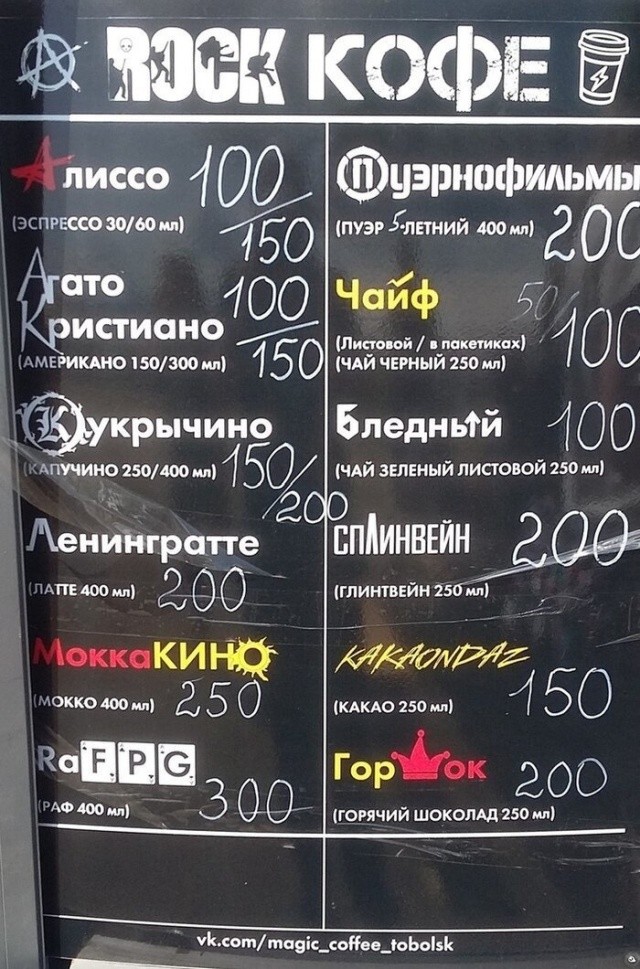 ROCK КОФЕ
Алиссо 100/
(ЭСПРЕССО 30/60 мл) 150
Агато 100/
Кристиано
(АМЕРИКАНО 150/300 мл) 150
Кукрычино
(КАПУЧИНО 250/400 мл) 150/
200
Ленингратте
(ЛАТТЕ 400 мл) 200
МоккаКИНО
(МОККО 400 мл) 250
RaFPG
(РАФ 400 мл) 300
Пуэрнофильмы
(ПУЭР 5-ЛЕТНИЙ 400 мл) 200
Чайф 50/
(Листовой / в пакетиках) 100
(ЧАЙ ЧЕРНЫЙ 250 мл)
Бледный 100
(ЧАЙ ЗЕЛЕНЫЙ ЛИСТОВОЙ 250 мл)
СПЛИНВЕЙН 200
(ГЛИНТВЕЙН 250 мл)
KAKAONDAZ
(КАКАО 250 мл) 150
ГорШок 200
(ГОРЯЧИЙ ШОКОЛАД 250 мл)
vk.com/magic_coffee_tobolsk